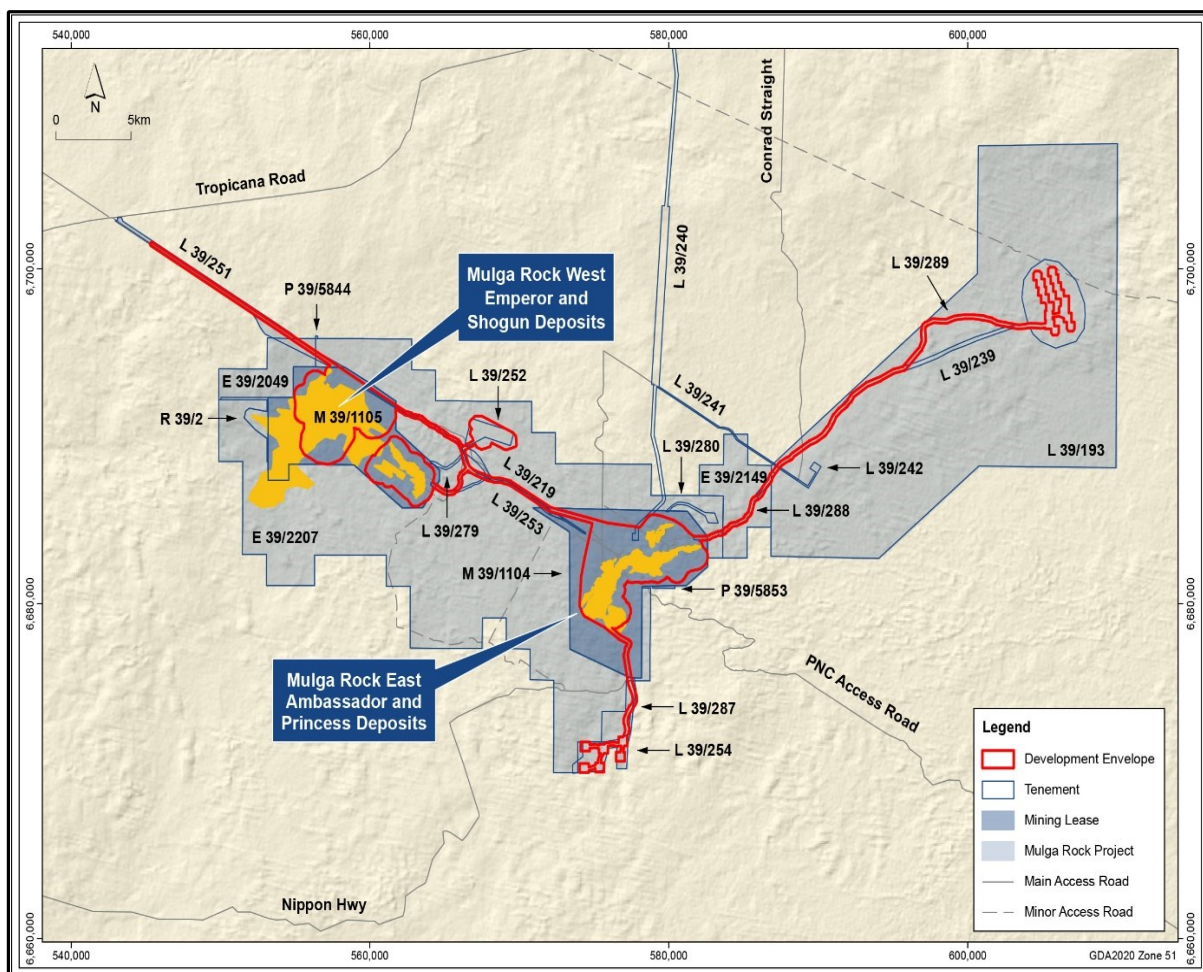 540,000
560,000
580,000
600,000
N
0 5km
Conrad Straight
Tropicana Road
L 39/251
L 39/240
6,700,000
6,700,000
Mulga Rock West
Emperor and
Shogun Deposits
L 39/289
P 39/5844
L 39/239
E 39/2049
L 39/252
L 39/241
R 39/2
M 39/1105
L 39/280
L 39/193
E 39/2149
L 39/242
L 39/219
L 39/253
L 39/288
L 39/279
E 39/2207
M 39/1104
P 39/5853
6,680,000
6,680,000
PNC Access Road
Mulga Rock East
Ambassador and
Princess Deposits
L 39/287
L 39/254
Legend
Development Envelope
Tenement
Mining Lease
Mulga Rock Project
Main Access Road
Minor Access Road
Nippon Hwy
6,660,000
6,660,000
GDA2020 Zone 51
540,000
560,000
580,000
600,000